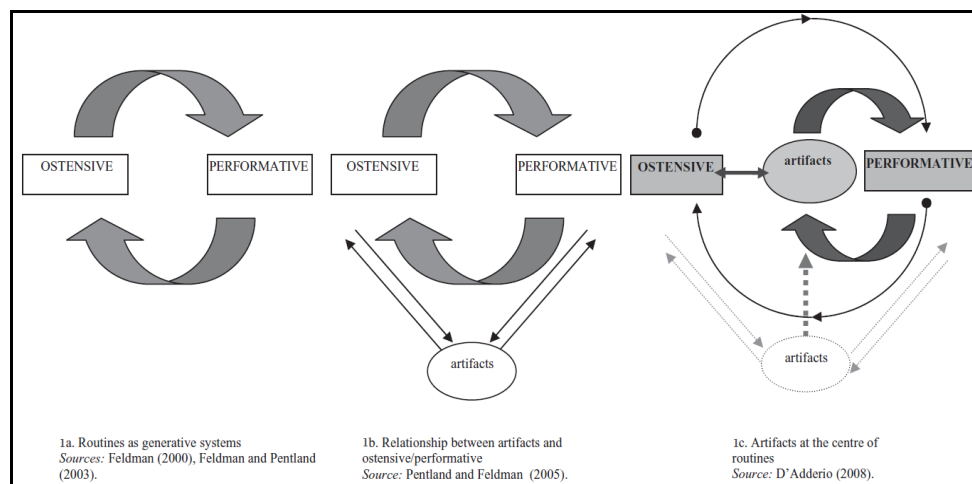 OSTENSIVE
PERFORMATIVE
OSTENSIVE
PERFORMATIVE
artifacts
OSTENSIVE
artifacts
PERFORMATIVE
artifacts
1a. Routines as generative systems
Sources: Feldman (2000), Feldman and Pentland
(2003).
1b. Relationship between artifacts and
ostensive/performative
Source: Pentland and Feldman (2005).
1c. Artifacts at the centre of
routines
Source: D’Adderio (2008).